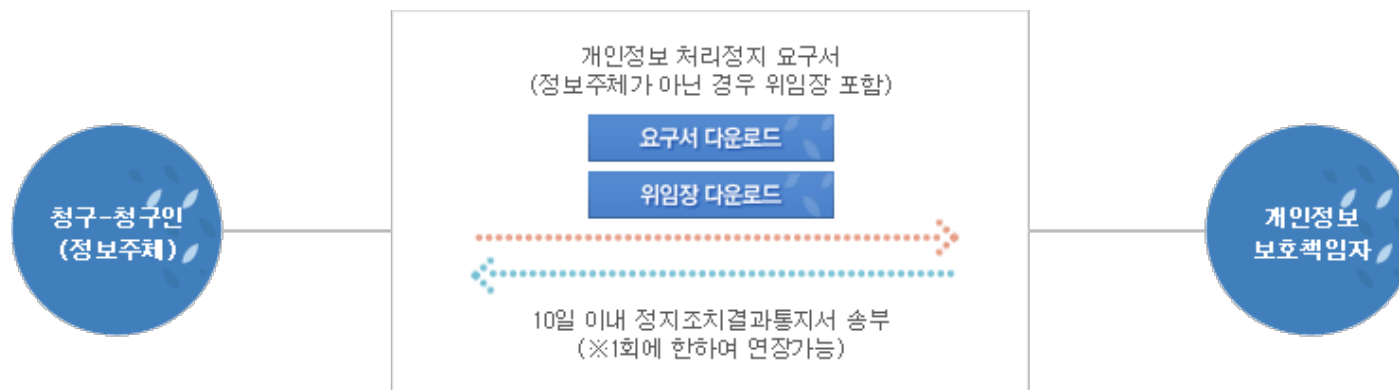 개인정보 처리정지 요구서
(정보주체가 아닌 경우 위임장 포함)
요구서 다운로드
위임장 다운로드
청구-청구인
(정보주체)
개인정보
보호책임자
10일 이내 정지조치결과통지서 송부
(※1회에 한하여 연장가능)